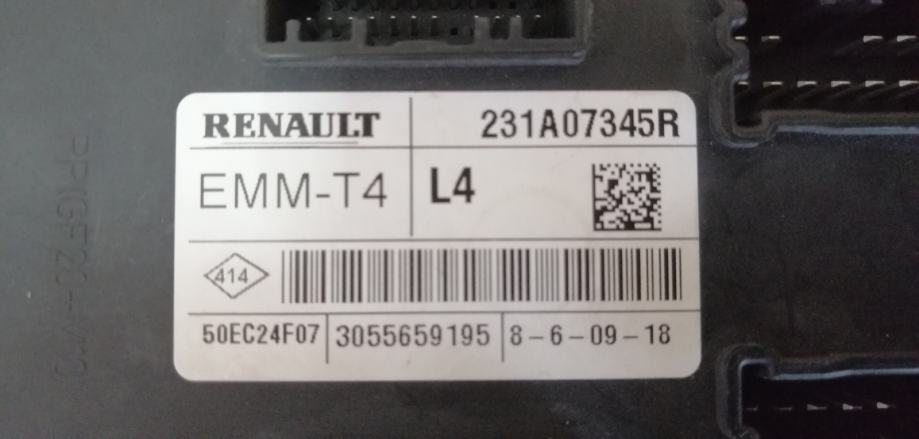 RENAULT 231A07345R
EMM-T4 L4
414
50EC24F07 3055659195 8-6-09-18